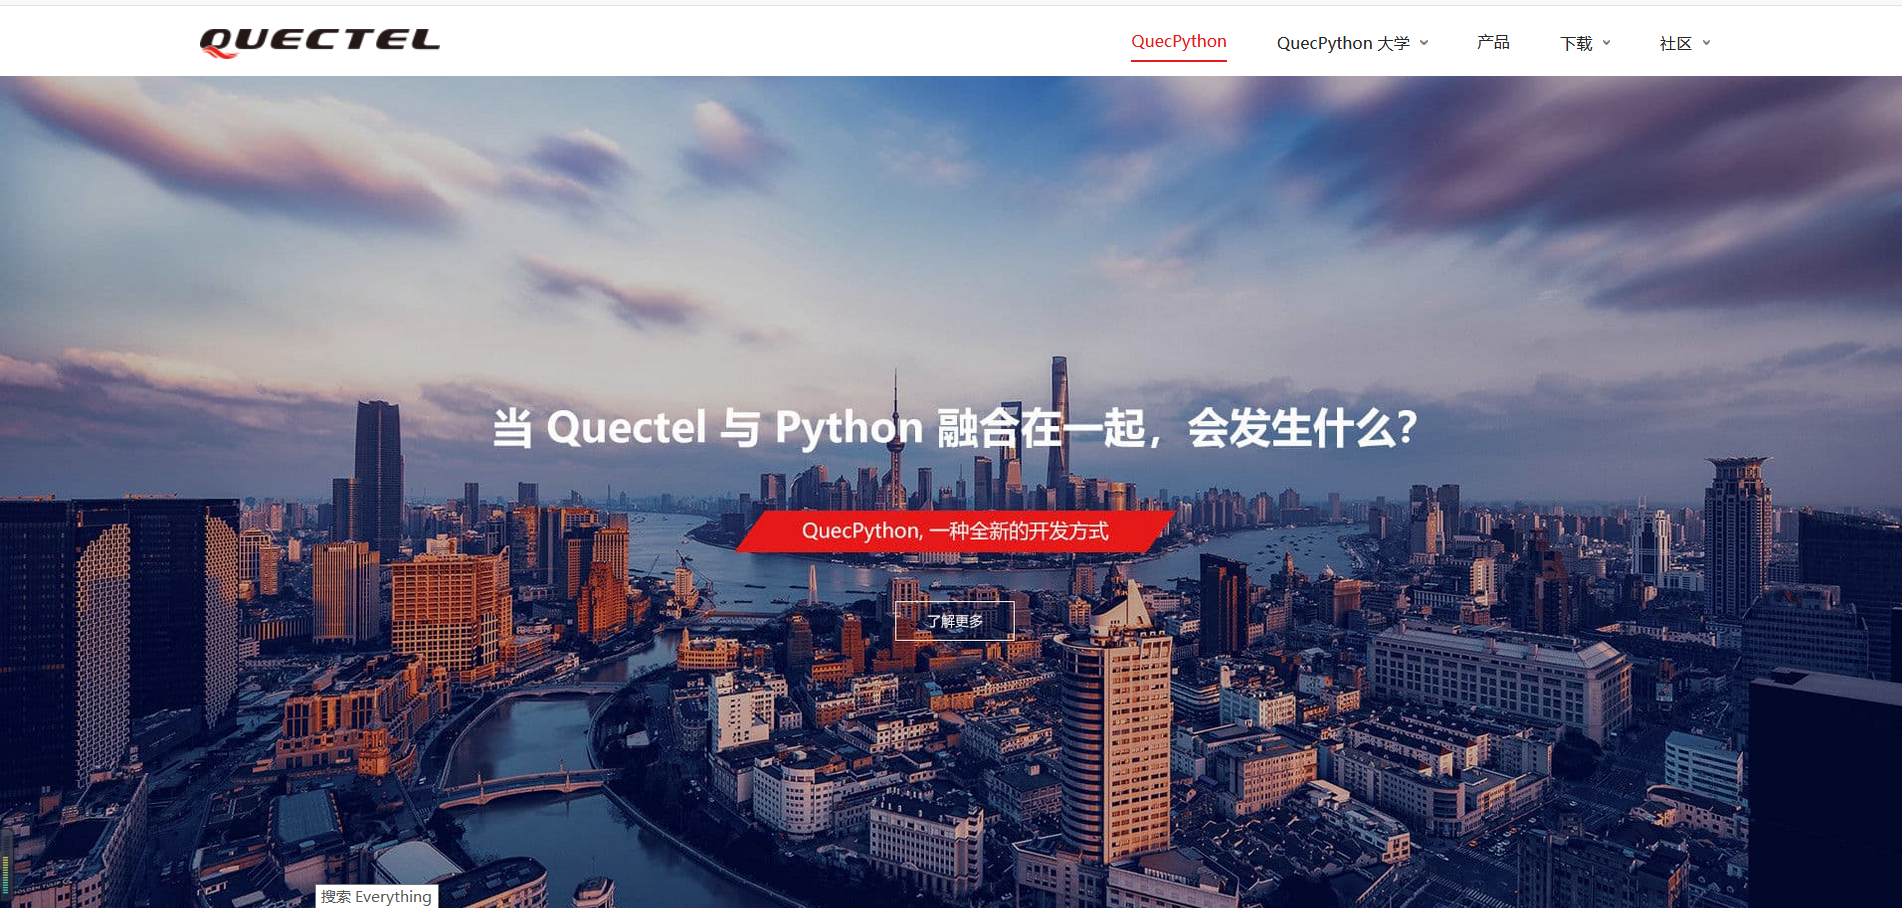 QUECTEL
QuecPython
QuecPython 大学
产品
下载
社区
当 Quectel 与 Python 融合在一起，会发生什么？
QuecPython, 一种全新的开发方式
了解更多
搜索 Everything